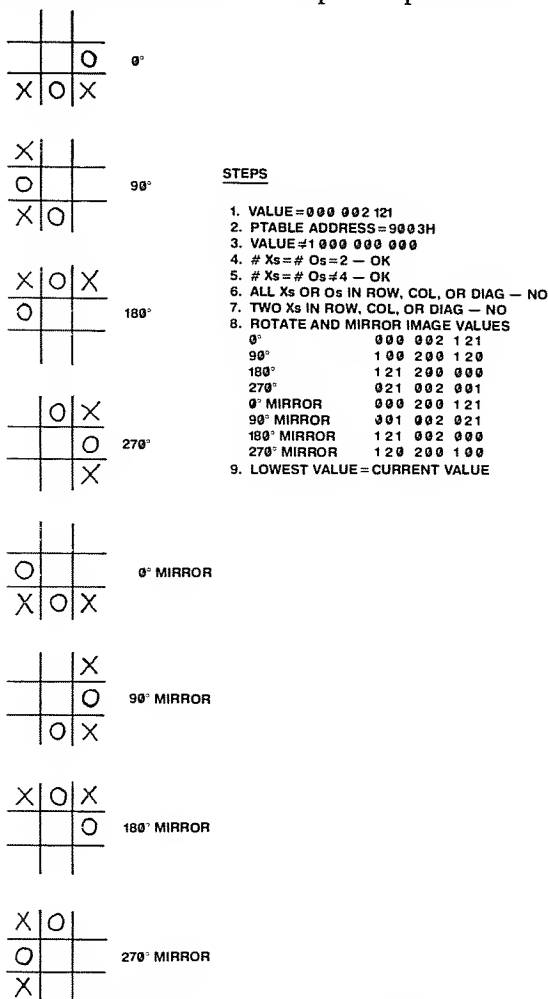 O 0°
X O X
X
O 90°
X O
X O X
O 180°
O X
O 270°
X
O 0° MIRROR
X O X
X
O 90° MIRROR
O X
X O X
O 180° MIRROR
X O
O 270° MIRROR
X
STEPS
1. VALUE=000 002 121
2. PTABLE ADDRESS=9003H
3. VALUE≠1000 000 000
4. # Xs=# Os=2 — OK
5. # Xs=# Os≠4 — OK
6. ALL Xs OR Os IN ROW, COL, OR DIAG — NO
7. TWO Xs IN ROW, COL, OR DIAG — NO
8. ROTATE AND MIRROR IMAGE VALUES
0° 000 002 121
90° 100 200 120
180° 121 200 000
270° 021 002 001
0° MIRROR 000 200 121
90° MIRROR 001 002 021
180° MIRROR 121 002 000
270° MIRROR 120 200 100
9. LOWEST VALUE=CURRENT VALUE